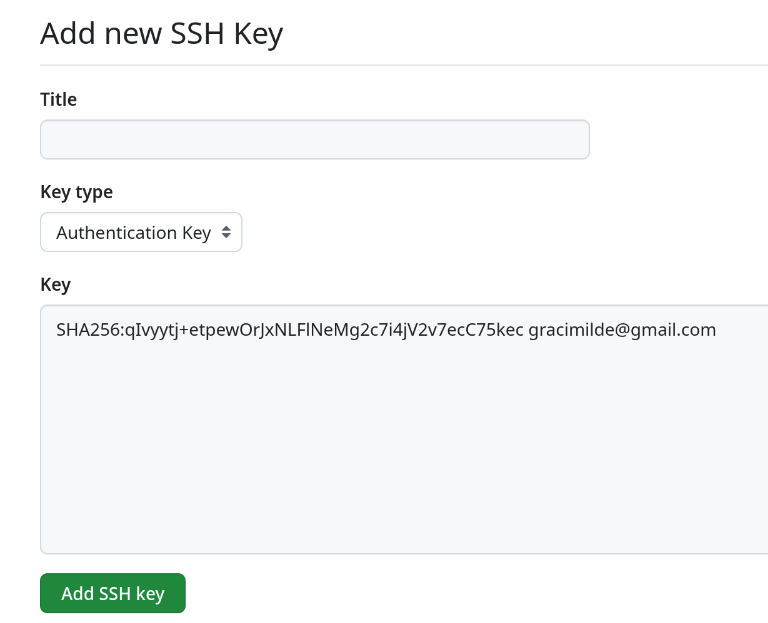 Add new SSH Key
Title
Key type
Authentication Key
Key
SHA256:qIvyytj+etpewOrJxNLFlNeMg2c7i4jV2v7ecC75kec gracimilde@gmail.com
Add SSH key